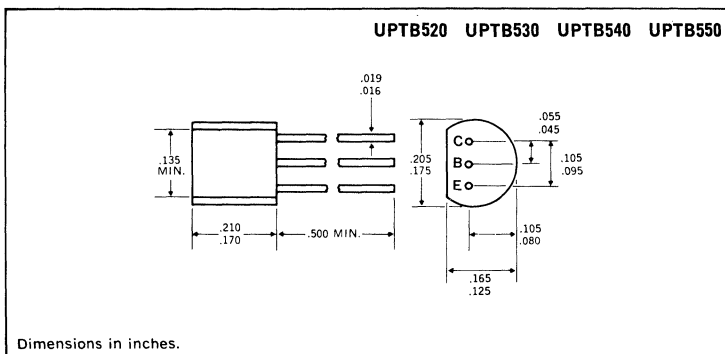 UPTB520 UPTB530 UPTB540 UPTB550
.019
.016
.055
.045
.135
MIN.
.205
.175
C
B
E
.105
.095
.210
.170
.500 MIN.
.105
.080
.165
.125
Dimensions in inches.